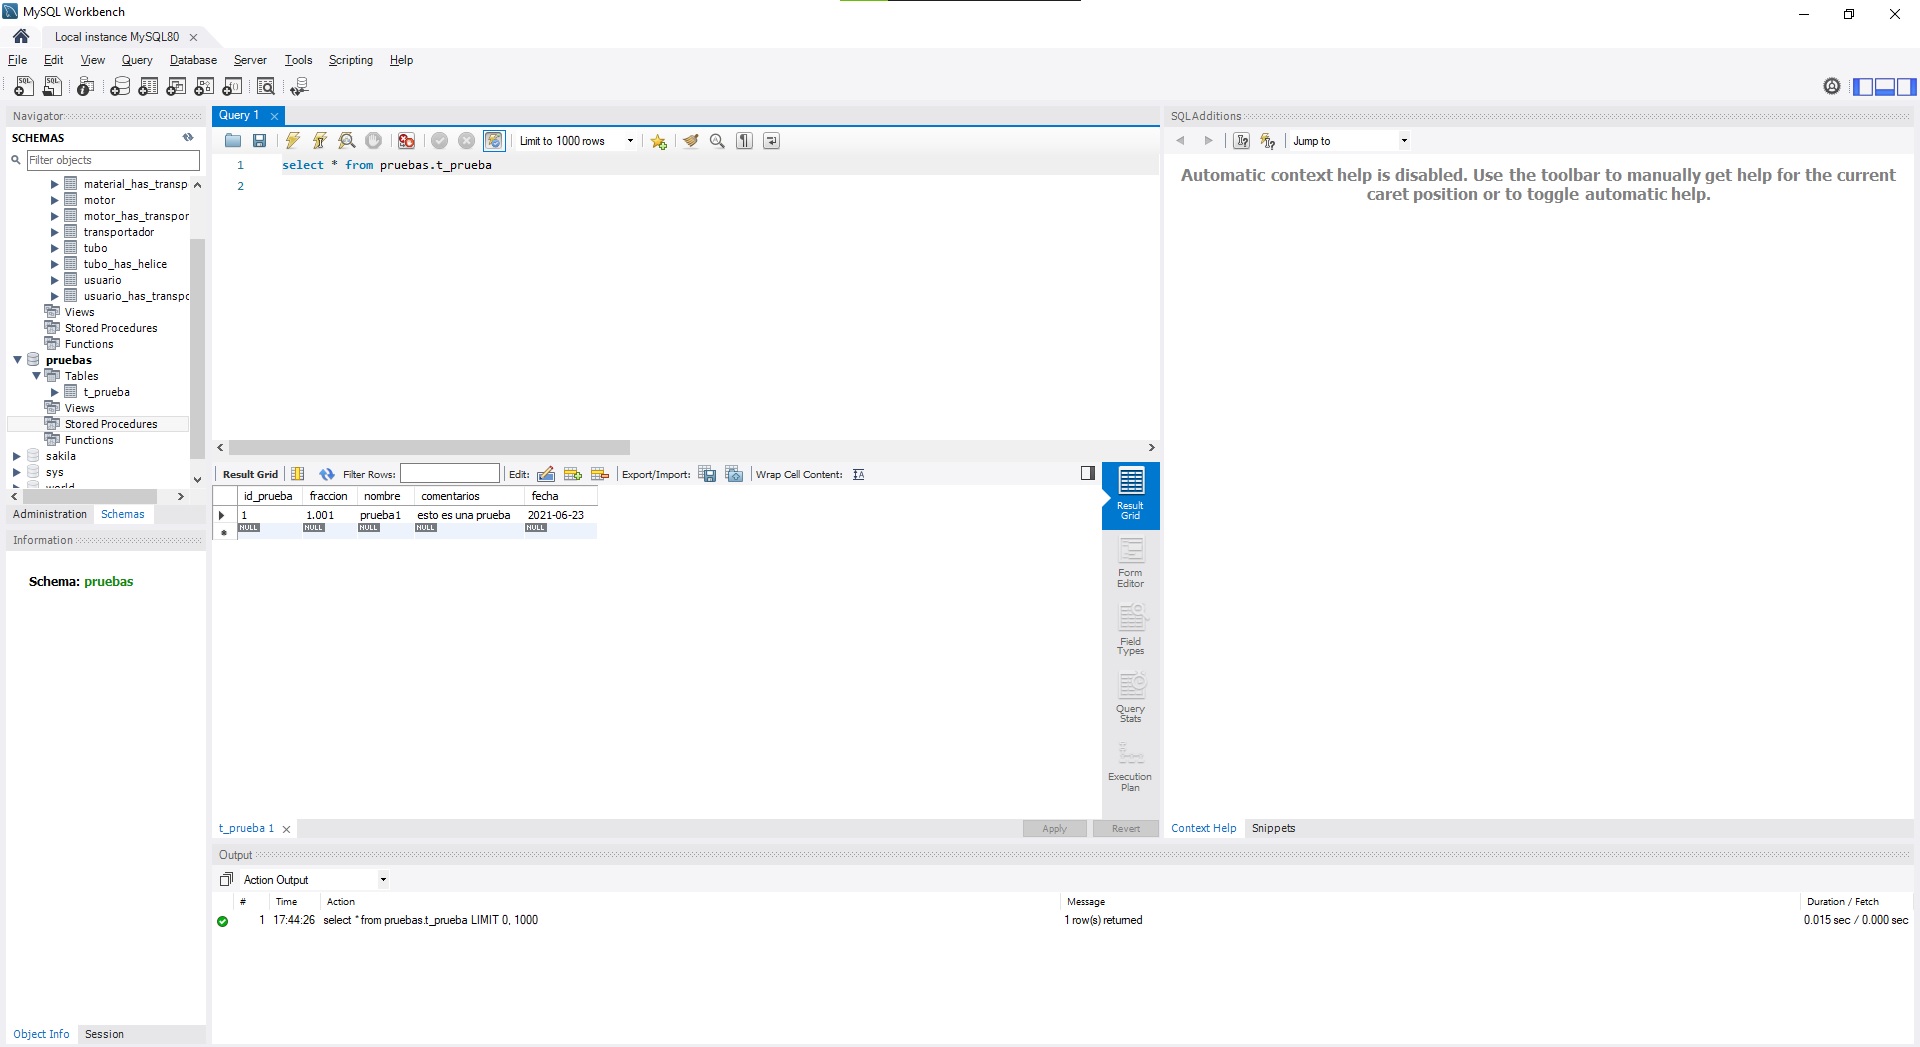 MySQL Workbench
Local instance MySQL80
File Edit View Query Database Server Tools Scripting Help
Navigator
SCHEMAS
Filter objects
material_has_transp
motor
motor_has_transpor
transportador
tubo
tubo_has_helice
usuario
usuario_has_transpo
Views
Stored Procedures
Functions
pruebas
Tables
t_prueba
Views
Stored Procedures
Functions
sakila
sys
world
Administration Schemas
Information
Schema: pruebas
Object Info Session
Query 1
Limit to 1000 rows
1 select * from pruebas.t_prueba
2
Result Grid Filter Rows: Edit: Export/Import: Wrap Cell Content:
id_prueba fraccion nombre comentarios fecha
1 1.001 prueba1 esto es una prueba 2021-06-23
NULL NULL NULL NULL NULL
Result Grid
Form Editor
Field Types
Query Stats
Execution Plan
t_prueba 1
Apply Revert
SQLAdditions
Jump to
Automatic context help is disabled. Use the toolbar to manually get help for the current
caret position or to toggle automatic help.
Context Help Snippets
Output
Action Output
# Time Action Message Duration / Fetch
1 17:44:26 select * from pruebas.t_prueba LIMIT 0, 1000 1 row(s) returned 0.015 sec / 0.000 sec